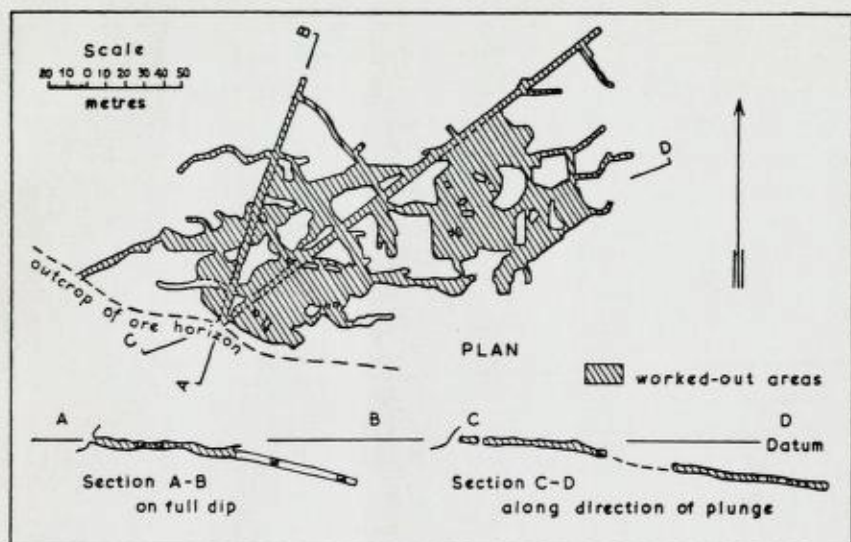 Scale
20 10 0 10 20 30 40 50
metres
B
D
outcrop of ore horizon
C
A
PLAN
worked-out areas
A B C D
Datum
Section A-B
on full dip
Section C-D
along direction of plunge